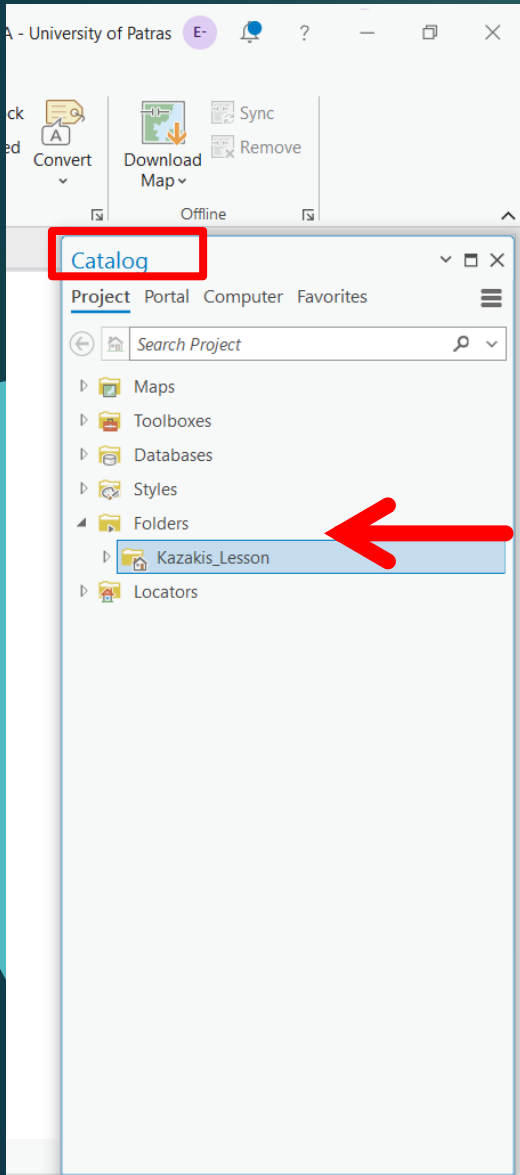 - University of Patras E- ?
ck
Convert
Download
Map
Sync
Remove
Offline
Catalog
Project Portal Computer Favorites
Search Project
Maps
Toolboxes
Databases
Styles
Folders
Kazakis_Lesson
Locators